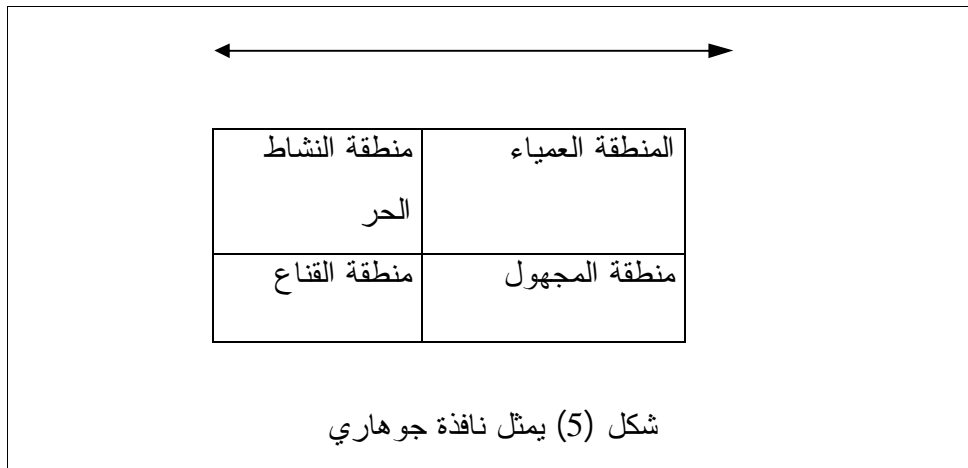 المنطقة العمياء
منطقة النشاط
الحر
منطقة المجهول
منطقة القناع
شكل (5) يمثل نافذة جوهاري